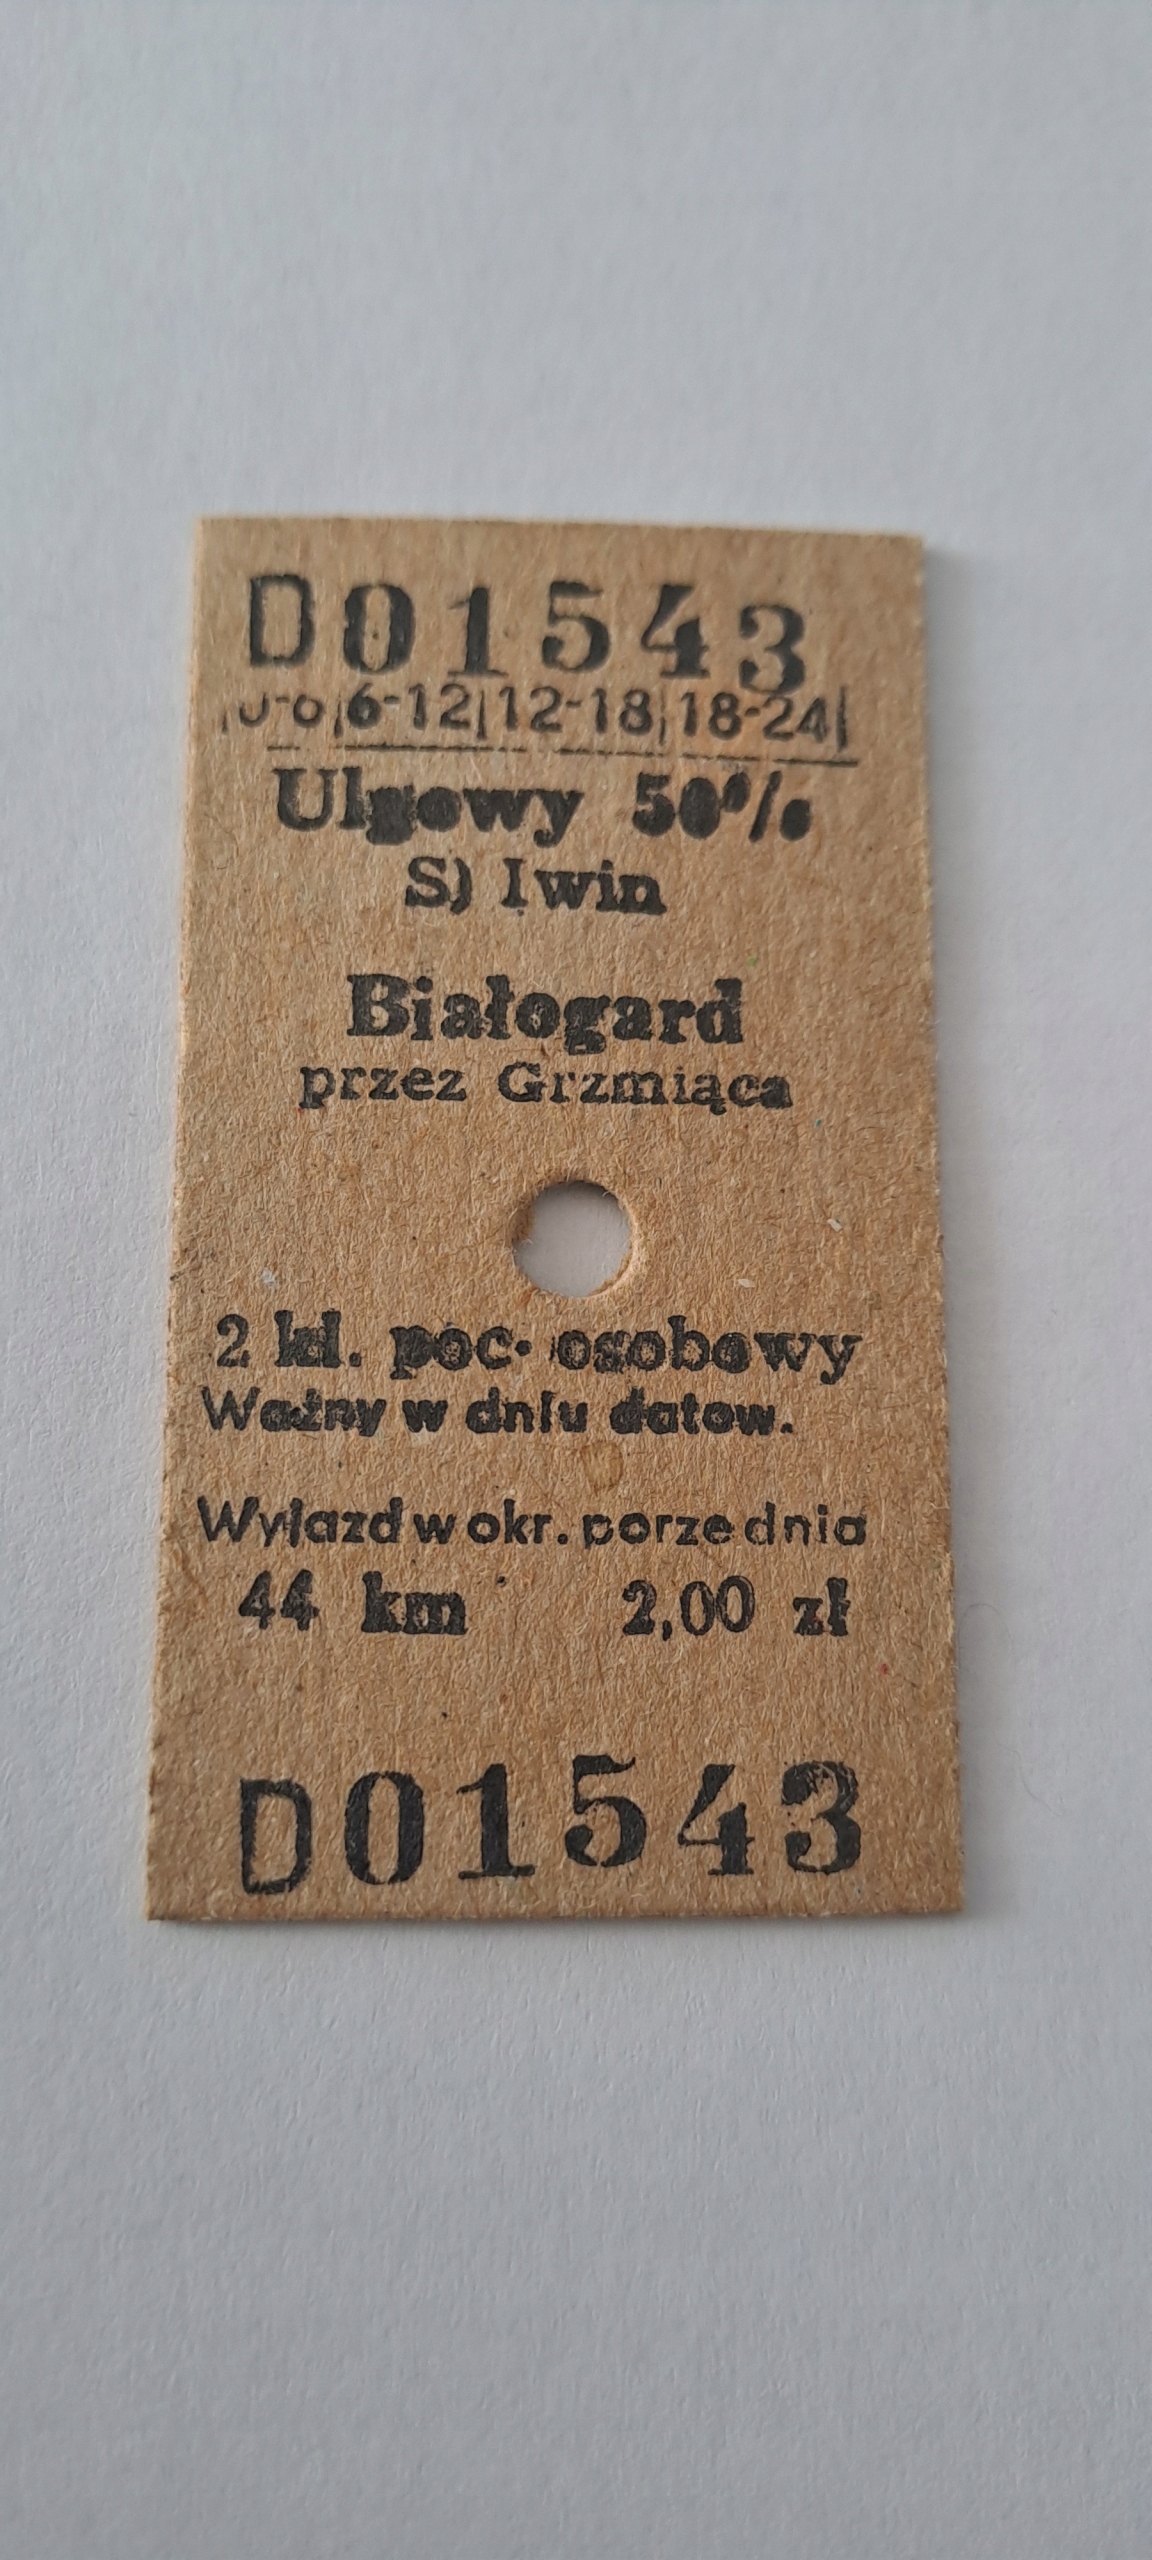 D01543
|0-6|6-12|12-18|18-24|
Ulgowy 50%
S) Iwin
Białogard
przez Grzmiąca
2 kl. poc. osobowy
Ważny w dniu datow.
Wyjazd w okr. porze dnia
44 km 2,00 zł
D01543